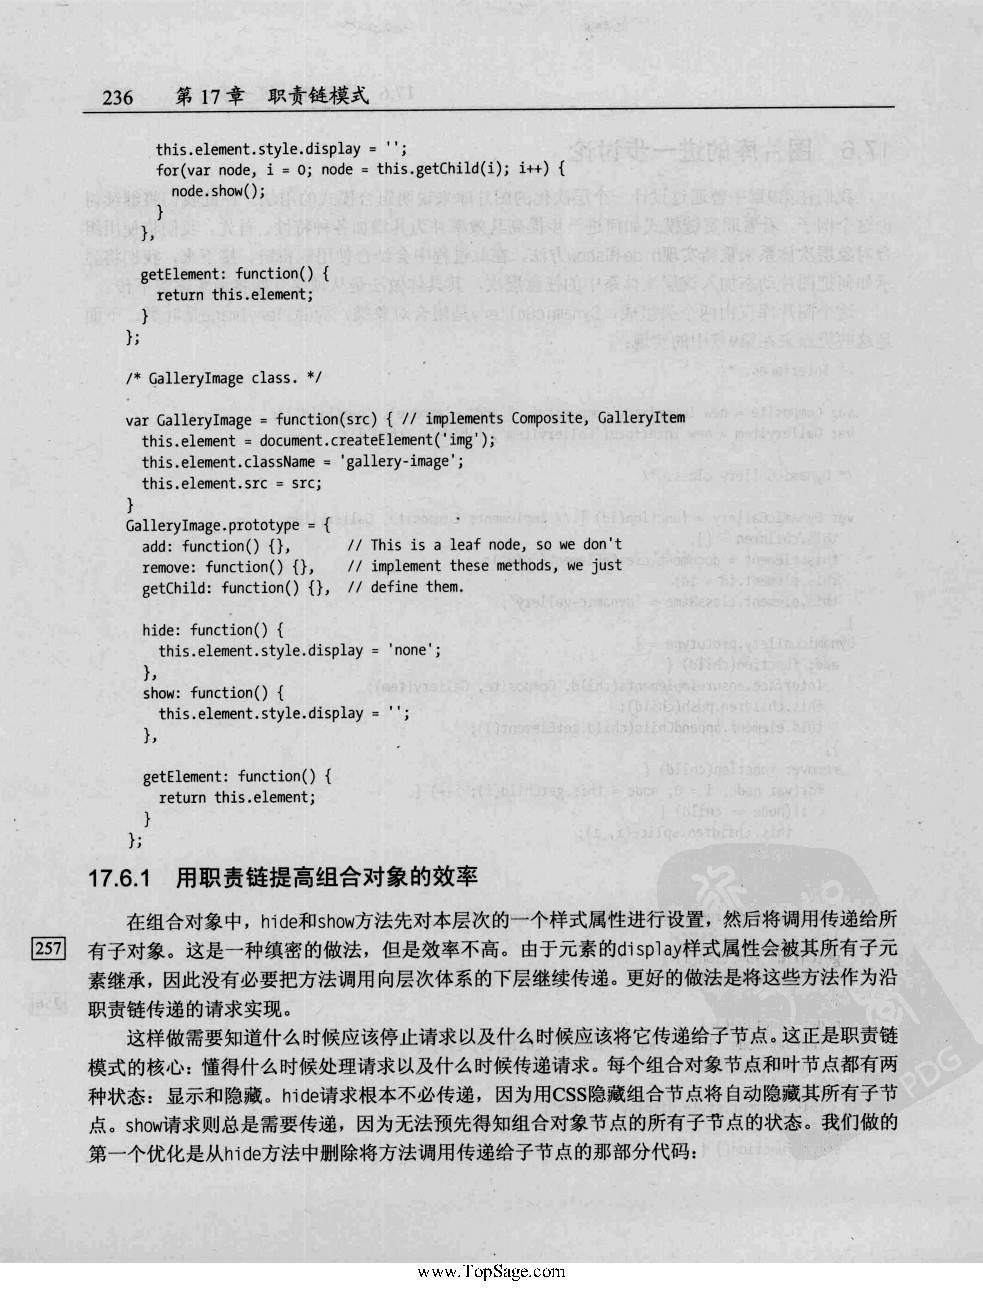 236 第 17 章 职责链模式
this.element.style.display = '';
for(var node, i = 0; node = this.getChild(i); i++) {
node.show();
}
},
getElement: function() {
return this.element;
}
};
/* GalleryImage class. */
var GalleryImage = function(src) { // implements Composite, GalleryItem
this.element = document.createElement('img');
this.element.className = 'gallery-image';
this.element.src = src;
}
GalleryImage.prototype = {
add: function() {}, // This is a leaf node, so we don't
remove: function() {}, // implement these methods, we just
getChild: function() {}, // define them.
hide: function() {
this.element.style.display = 'none';
},
show: function() {
this.element.style.display = '';
},
getElement: function() {
return this.element;
}
};
17.6.1 用职责链提高组合对象的效率
在组合对象中，hide和show方法先对本层次的一个样式属性进行设置，然后将调用传递给所
257 有子对象。这是一种缜密的做法，但是效率不高。由于元素的display样式属性会被其所有子元
素继承，因此没有必要把方法调用向层次体系的下层继续传递。更好的做法是将这些方法作为沿
职责链传递的请求实现。
这样做需要知道什么时候应该停止请求以及什么时候应该将它传递给子节点。这正是职责链
模式的核心：懂得什么时候处理请求以及什么时候传递请求。每个组合对象节点和叶节点都有两
种状态：显示和隐藏。hide请求根本不必传递，因为用CSS隐藏组合节点将自动隐藏其所有子节
点。show请求则总是需要传递，因为无法预先得知组合对象节点的所有子节点的状态。我们做的
第一个优化是从hide方法中删除将方法调用传递给子节点的那部分代码：
PDG
www.TopSage.com